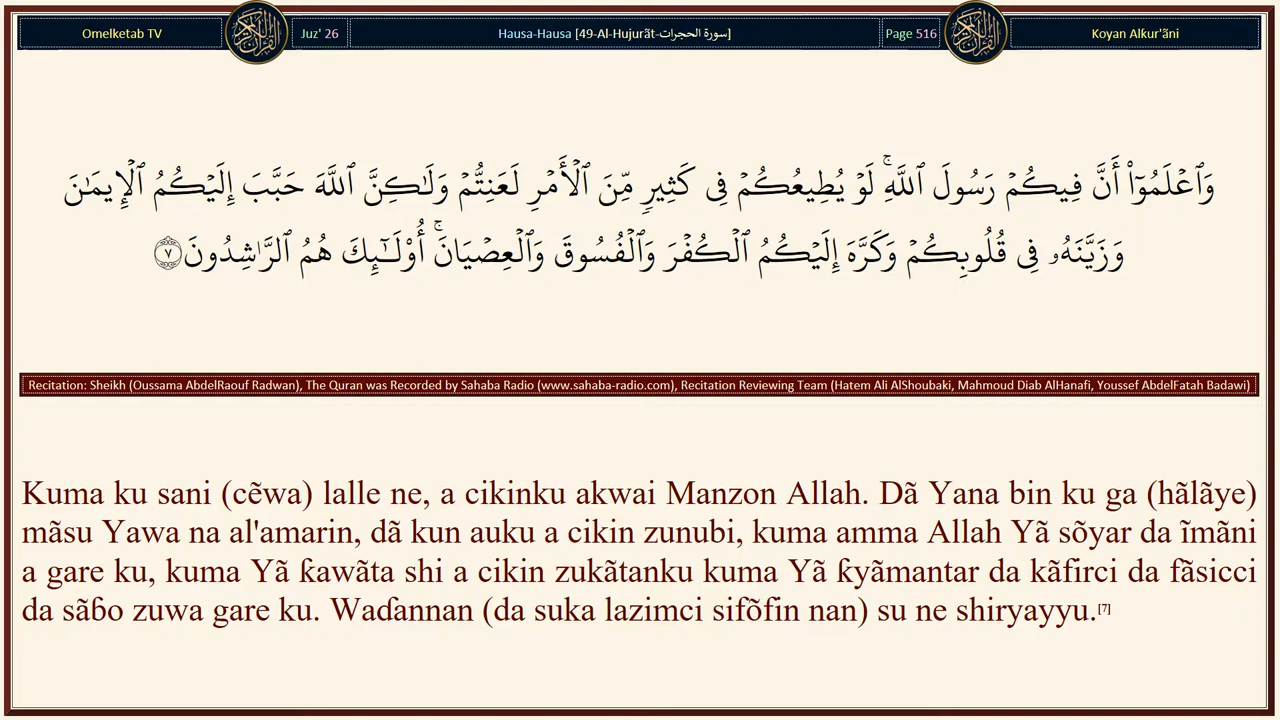 Omelketab TV
Juz' 26
Hausa-Hausa [49-Al-Hujurãt-سورة الحجرات]
Page 516
Koyan Alƙur'ãni
وَٱعۡلَمُوٓاْ أَنَّ فِيكُمۡ رَسُولَ ٱللَّهِۚ لَوۡ يُطِيعُكُمۡ فِي كَثِيرٖ مِّنَ ٱلۡأَمۡرِ لَعَنِتُّمۡ وَلَٰكِنَّ ٱللَّهَ حَبَّبَ إِلَيۡكُمُ ٱلۡإِيمَٰنَ
وَزَيَّنَهُۥ فِي قُلُوبِكُمۡ وَكَرَّهَ إِلَيۡكُمُ ٱلۡكُفۡرَ وَٱلۡفُسُوقَ وَٱلۡعِصۡيَانَۚ أُوْلَٰٓئِكَ هُمُ ٱلرَّٰشِدُونَ ٧
Recitation: Sheikh (Oussama AbdelRaouf Radwan), The Quran was Recorded by Sahaba Radio (www.sahaba-radio.com), Recitation Reviewing Team (Hatem Ali AlShoubaki, Mahmoud Diab AlHanafi, Youssef AbdelFatah Badawi)
Kuma ku sani (cẽwa) lalle ne, a cikinku akwai Manzon Allah. Dã Yana bin ku ga (hãlãye)
mãsu Yawa na al'amarin, dã kun auku a cikin zunubi, kuma amma Allah Yã sõyar da ĩmãni
a gare ku, kuma Yã ƙawãta shi a cikin zukãtanku kuma Yã ƙyãmantar da kãfirci da fãsicci
da sãɓo zuwa gare ku. Waɗannan (da suka lazimci sifõfin nan) su ne shiryayyu.[7]